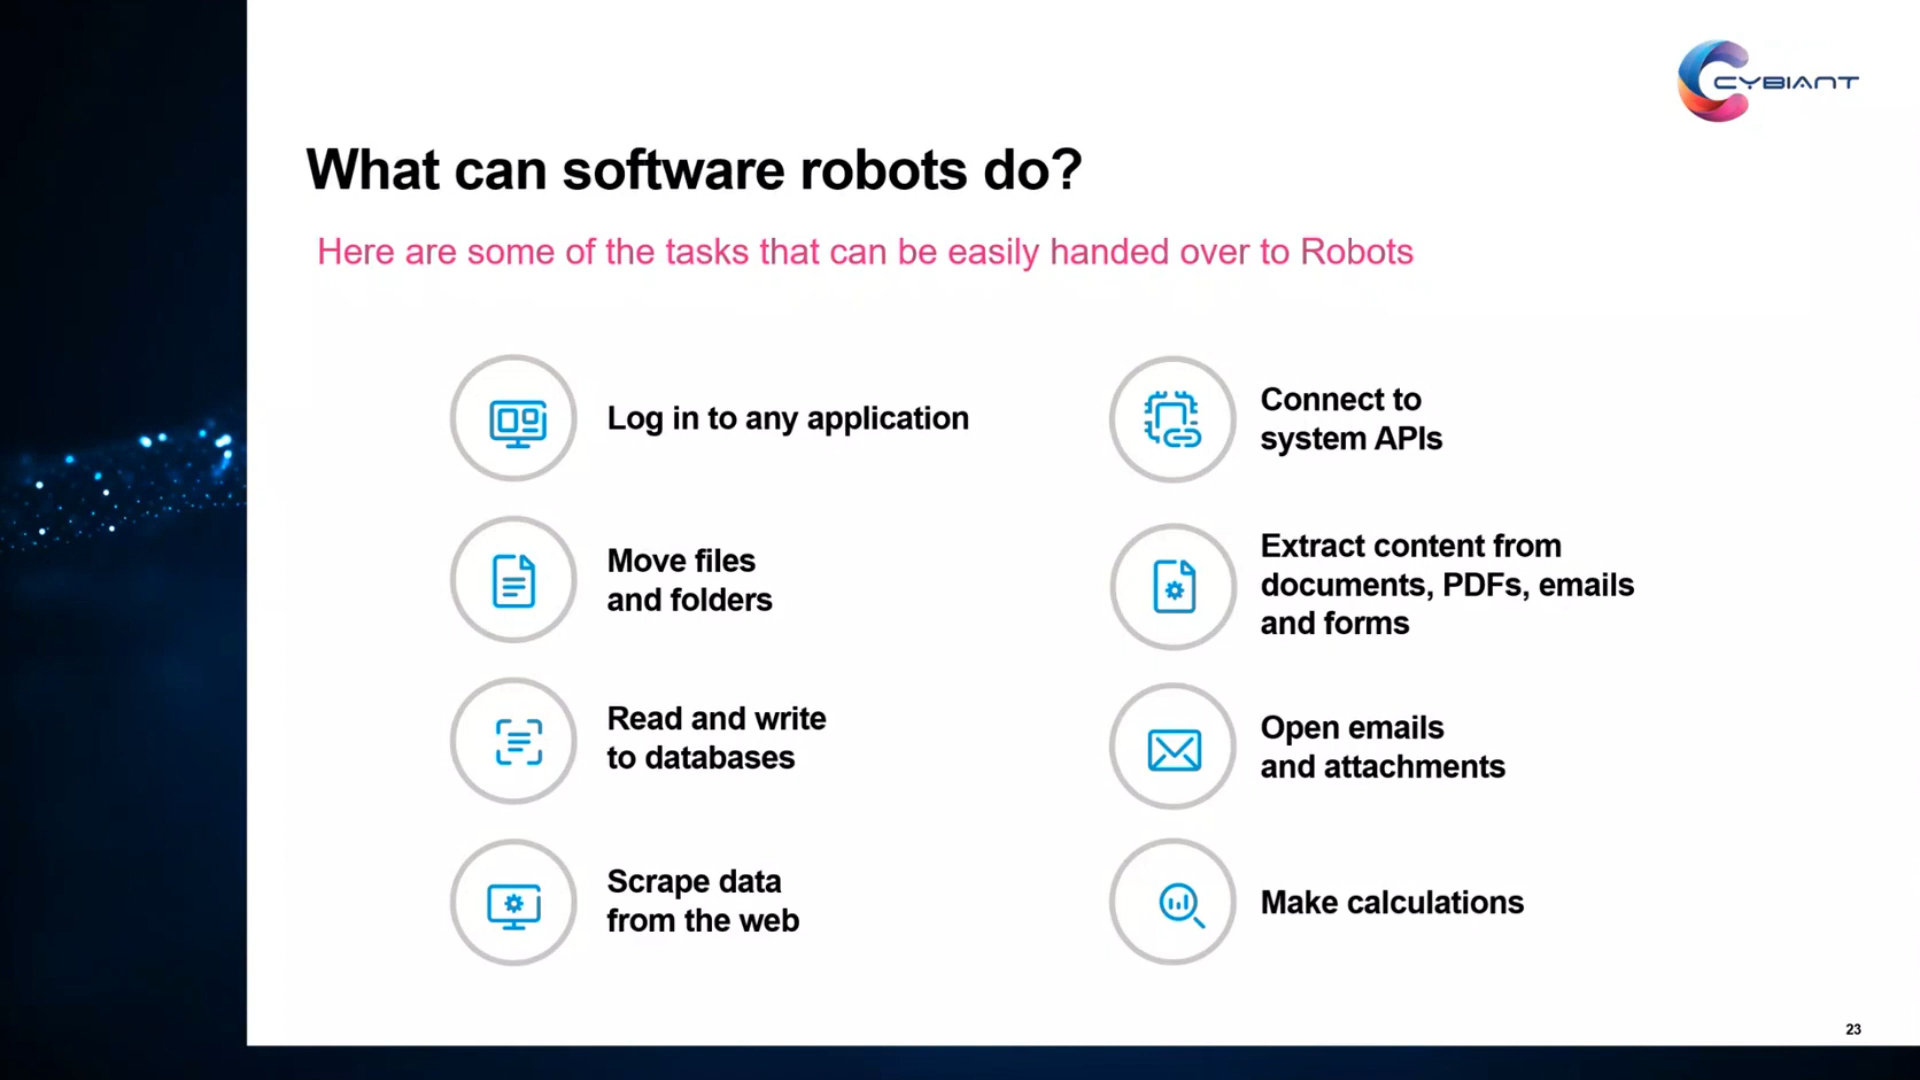 CYBIANT
What can software robots do?
Here are some of the tasks that can be easily handed over to Robots
Log in to any application
Move files
and folders
Read and write
to databases
Scrape data
from the web
Connect to
system APIs
Extract content from
documents, PDFs, emails
and forms
Open emails
and attachments
Make calculations
23